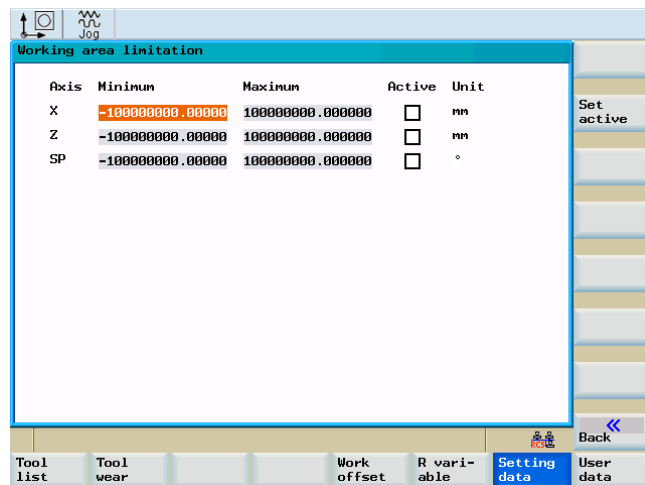 Jog
Working area limitation
Axis Minimum Maximum Active Unit
X -100000000.00000 100000000.000000 mm
Z -100000000.00000 100000000.000000 mm
SP -100000000.00000 100000000.000000 °
Set
active
RCS
Back
Tool
list
Tool
wear
Work
offset
R vari-
able
Setting
data
User
data